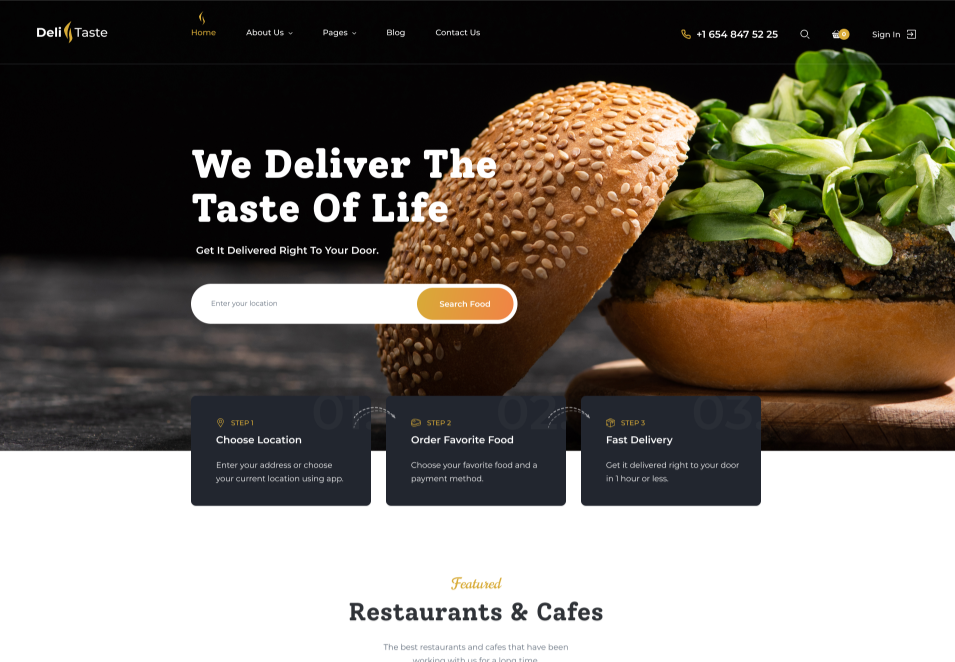 Deli Taste
Home
About Us
Pages
Blog
Contact Us
+1 654 847 52 25
0
Sign In
We Deliver The
Taste Of Life
Get It Delivered Right To Your Door.
Enter your location
Search Food
01.
STEP 1
Choose Location
Enter your address or choose
your current location using app.
02.
STEP 2
Order Favorite Food
Choose your favorite food and a
payment method.
03.
STEP 3
Fast Delivery
Get it delivered right to your door
in 1 hour or less.
Featured
Restaurants & Cafes
The best restaurants and cafes that have been
working with us for a long time.